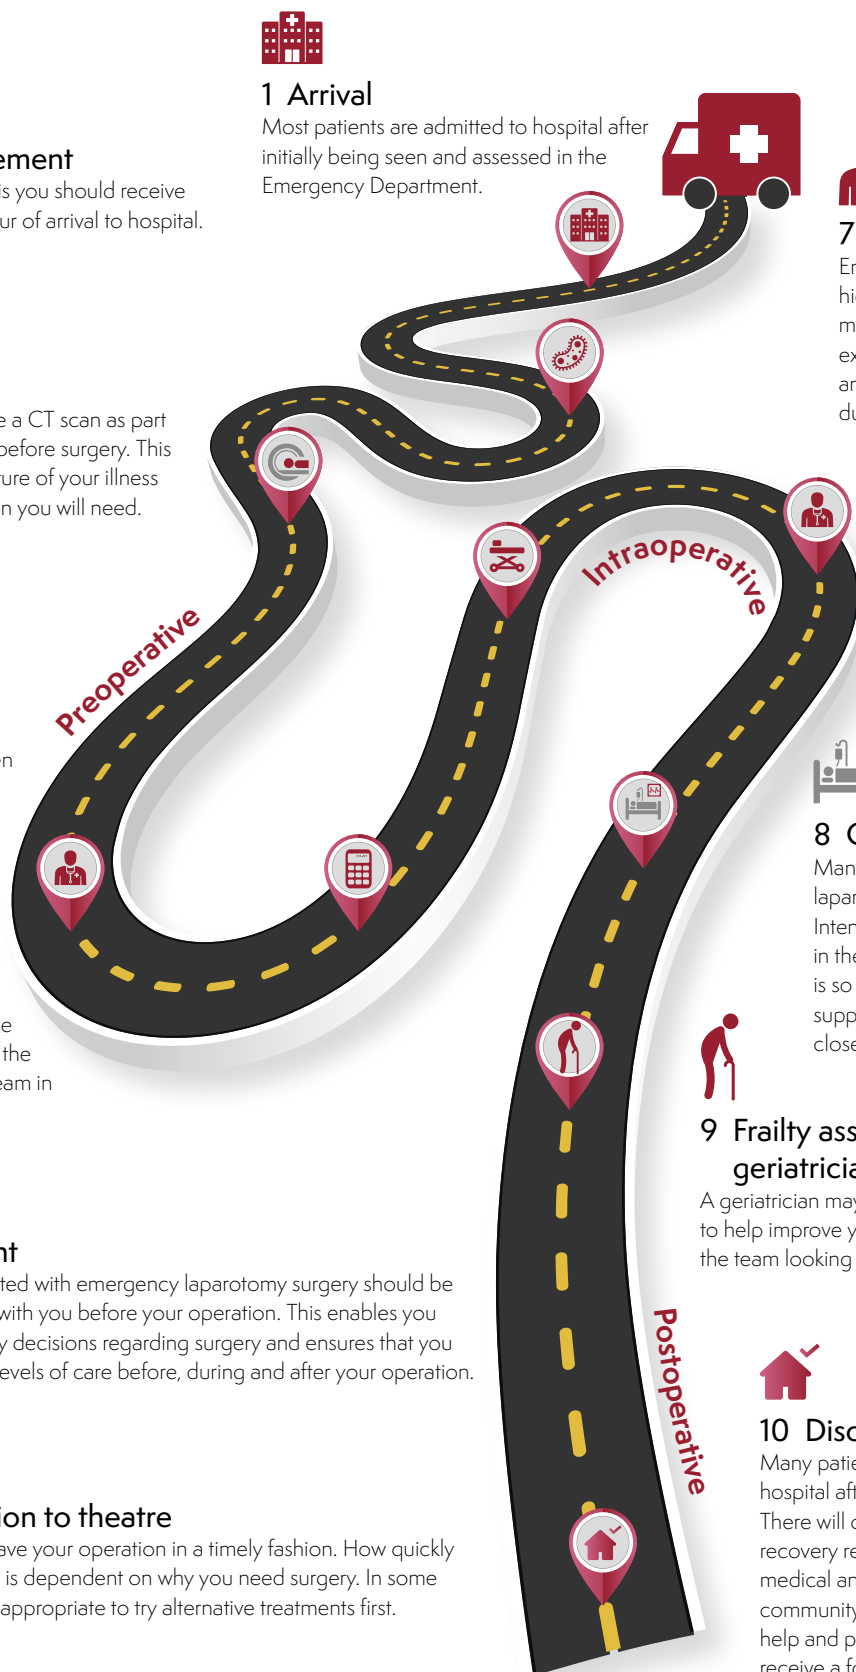 1 Arrival
Most patients are admitted to hospital after
initially being seen and assessed in the
Emergency Department.
is you should receive
ur of arrival to hospital.
a CT scan as part
before surgery. This
ture of your illness
n you will need.
Preoperative
Intraoperative
the
eam in
ted with emergency laparotomy surgery should be
with you before your operation. This enables you
y decisions regarding surgery and ensures that you
levels of care before, during and after your operation.
ion to theatre
ave your operation in a timely fashion. How quickly
is dependent on why you need surgery. In some
appropriate to try alternative treatments first.
7
8
Man
lapar
Inten
in the
is so
supp
close
9 Frailty ass
geriatricia
A geriatrician may
to help improve y
the team looking
Postoperative
10 Disc
Many patie
hospital aft
There will
recovery re
medical an
community
help and p
receive a